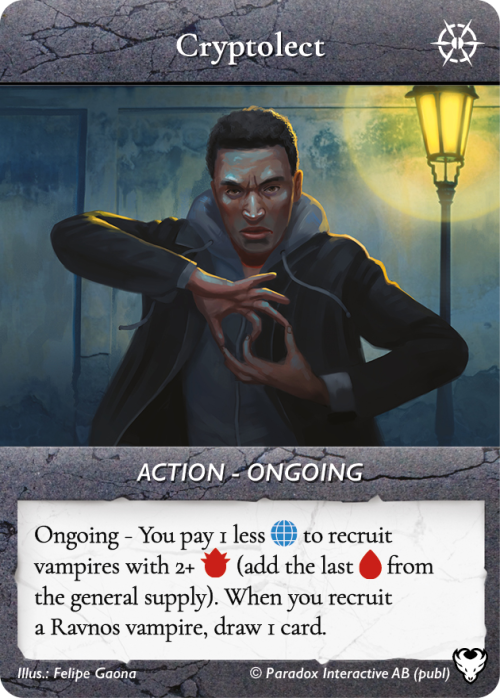 Cryptolect
ACTION - ONGOING
Ongoing - You pay 1 less to recruit
vampires with 2+ (add the last from
the general supply). When you recruit
a Ravnos vampire, draw 1 card.
Illus.: Felipe Gaona © Paradox Interactive AB (publ)